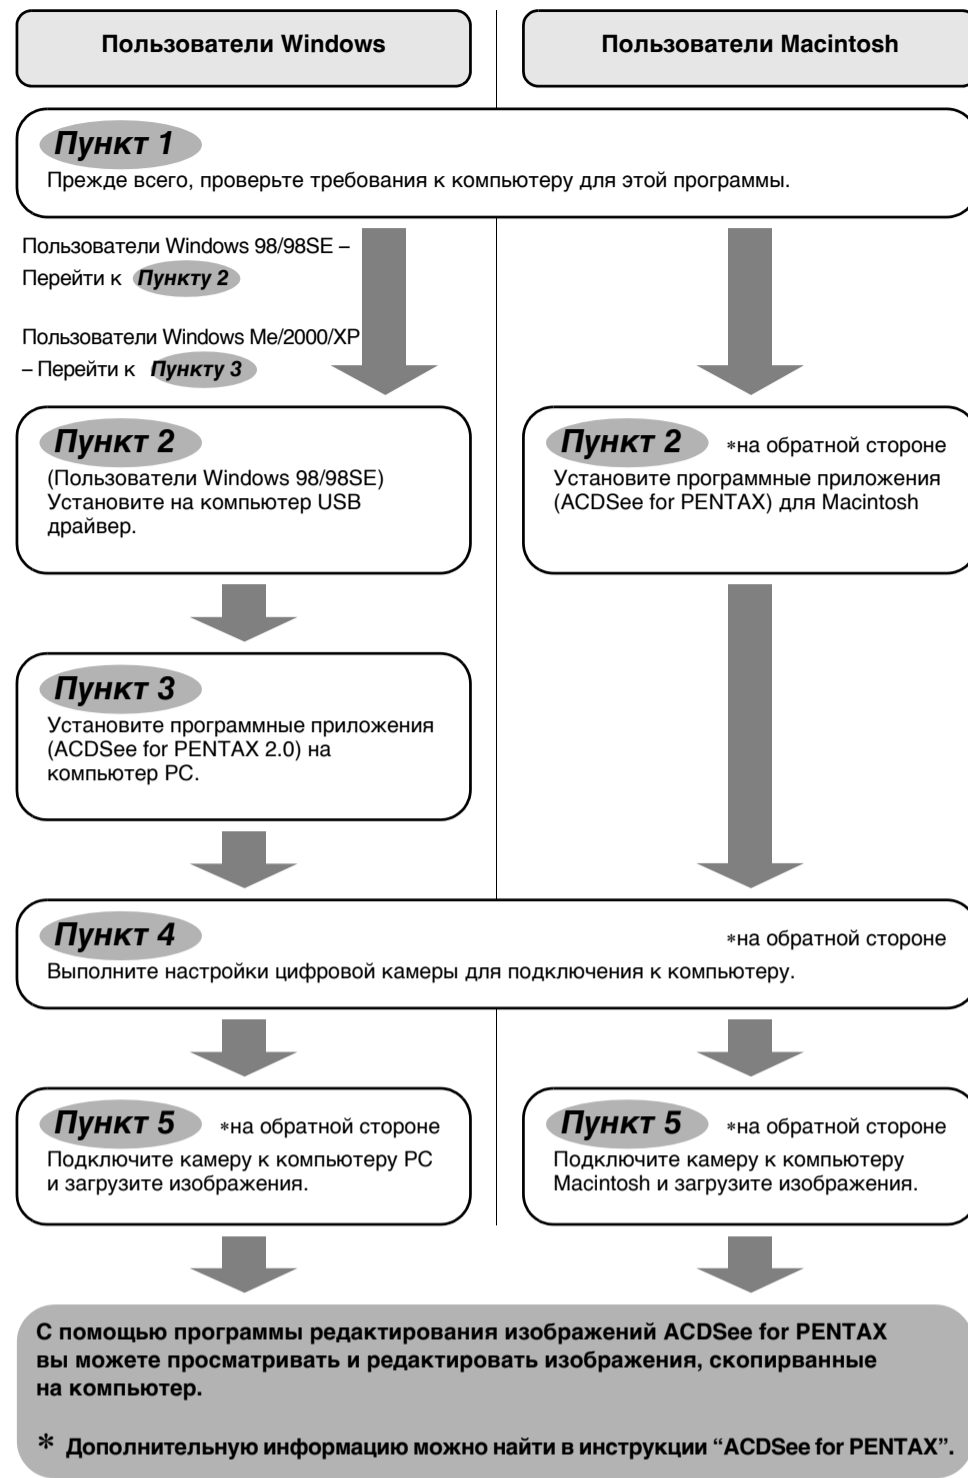 Пользователи Windows
Пользователи Macintosh
Пункт 1
Прежде всего, проверьте требования к компьютеру для этой программы.
Пользователи Windows 98/98SE –
Перейти к Пункту 2
Пользователи Windows Me/2000/XP
– Перейти к Пункту 3
Пункт 2
(Пользователи Windows 98/98SE)
Установите на компьютер USB
драйвер.
Пункт 2 *на обратной стороне
Установите программные приложения
(ACDSee for PENTAX) для Macintosh
Пункт 3
Установите программные приложения
(ACDSee for PENTAX 2.0) на
компьютер PC.
Пункт 4 *на обратной стороне
Выполните настройки цифровой камеры для подключения к компьютеру.
Пункт 5 *на обратной стороне
Подключите камеру к компьютеру PC
и загрузите изображения.
Пункт 5 *на обратной стороне
Подключите камеру к компьютеру
Macintosh и загрузите изображения.
С помощью программы редактирования изображений ACDSee for PENTAX
вы можете просматривать и редактировать изображения, скопирванные
на компьютер.
* Дополнительную информацию можно найти в инструкции “ACDSee for PENTAX”.